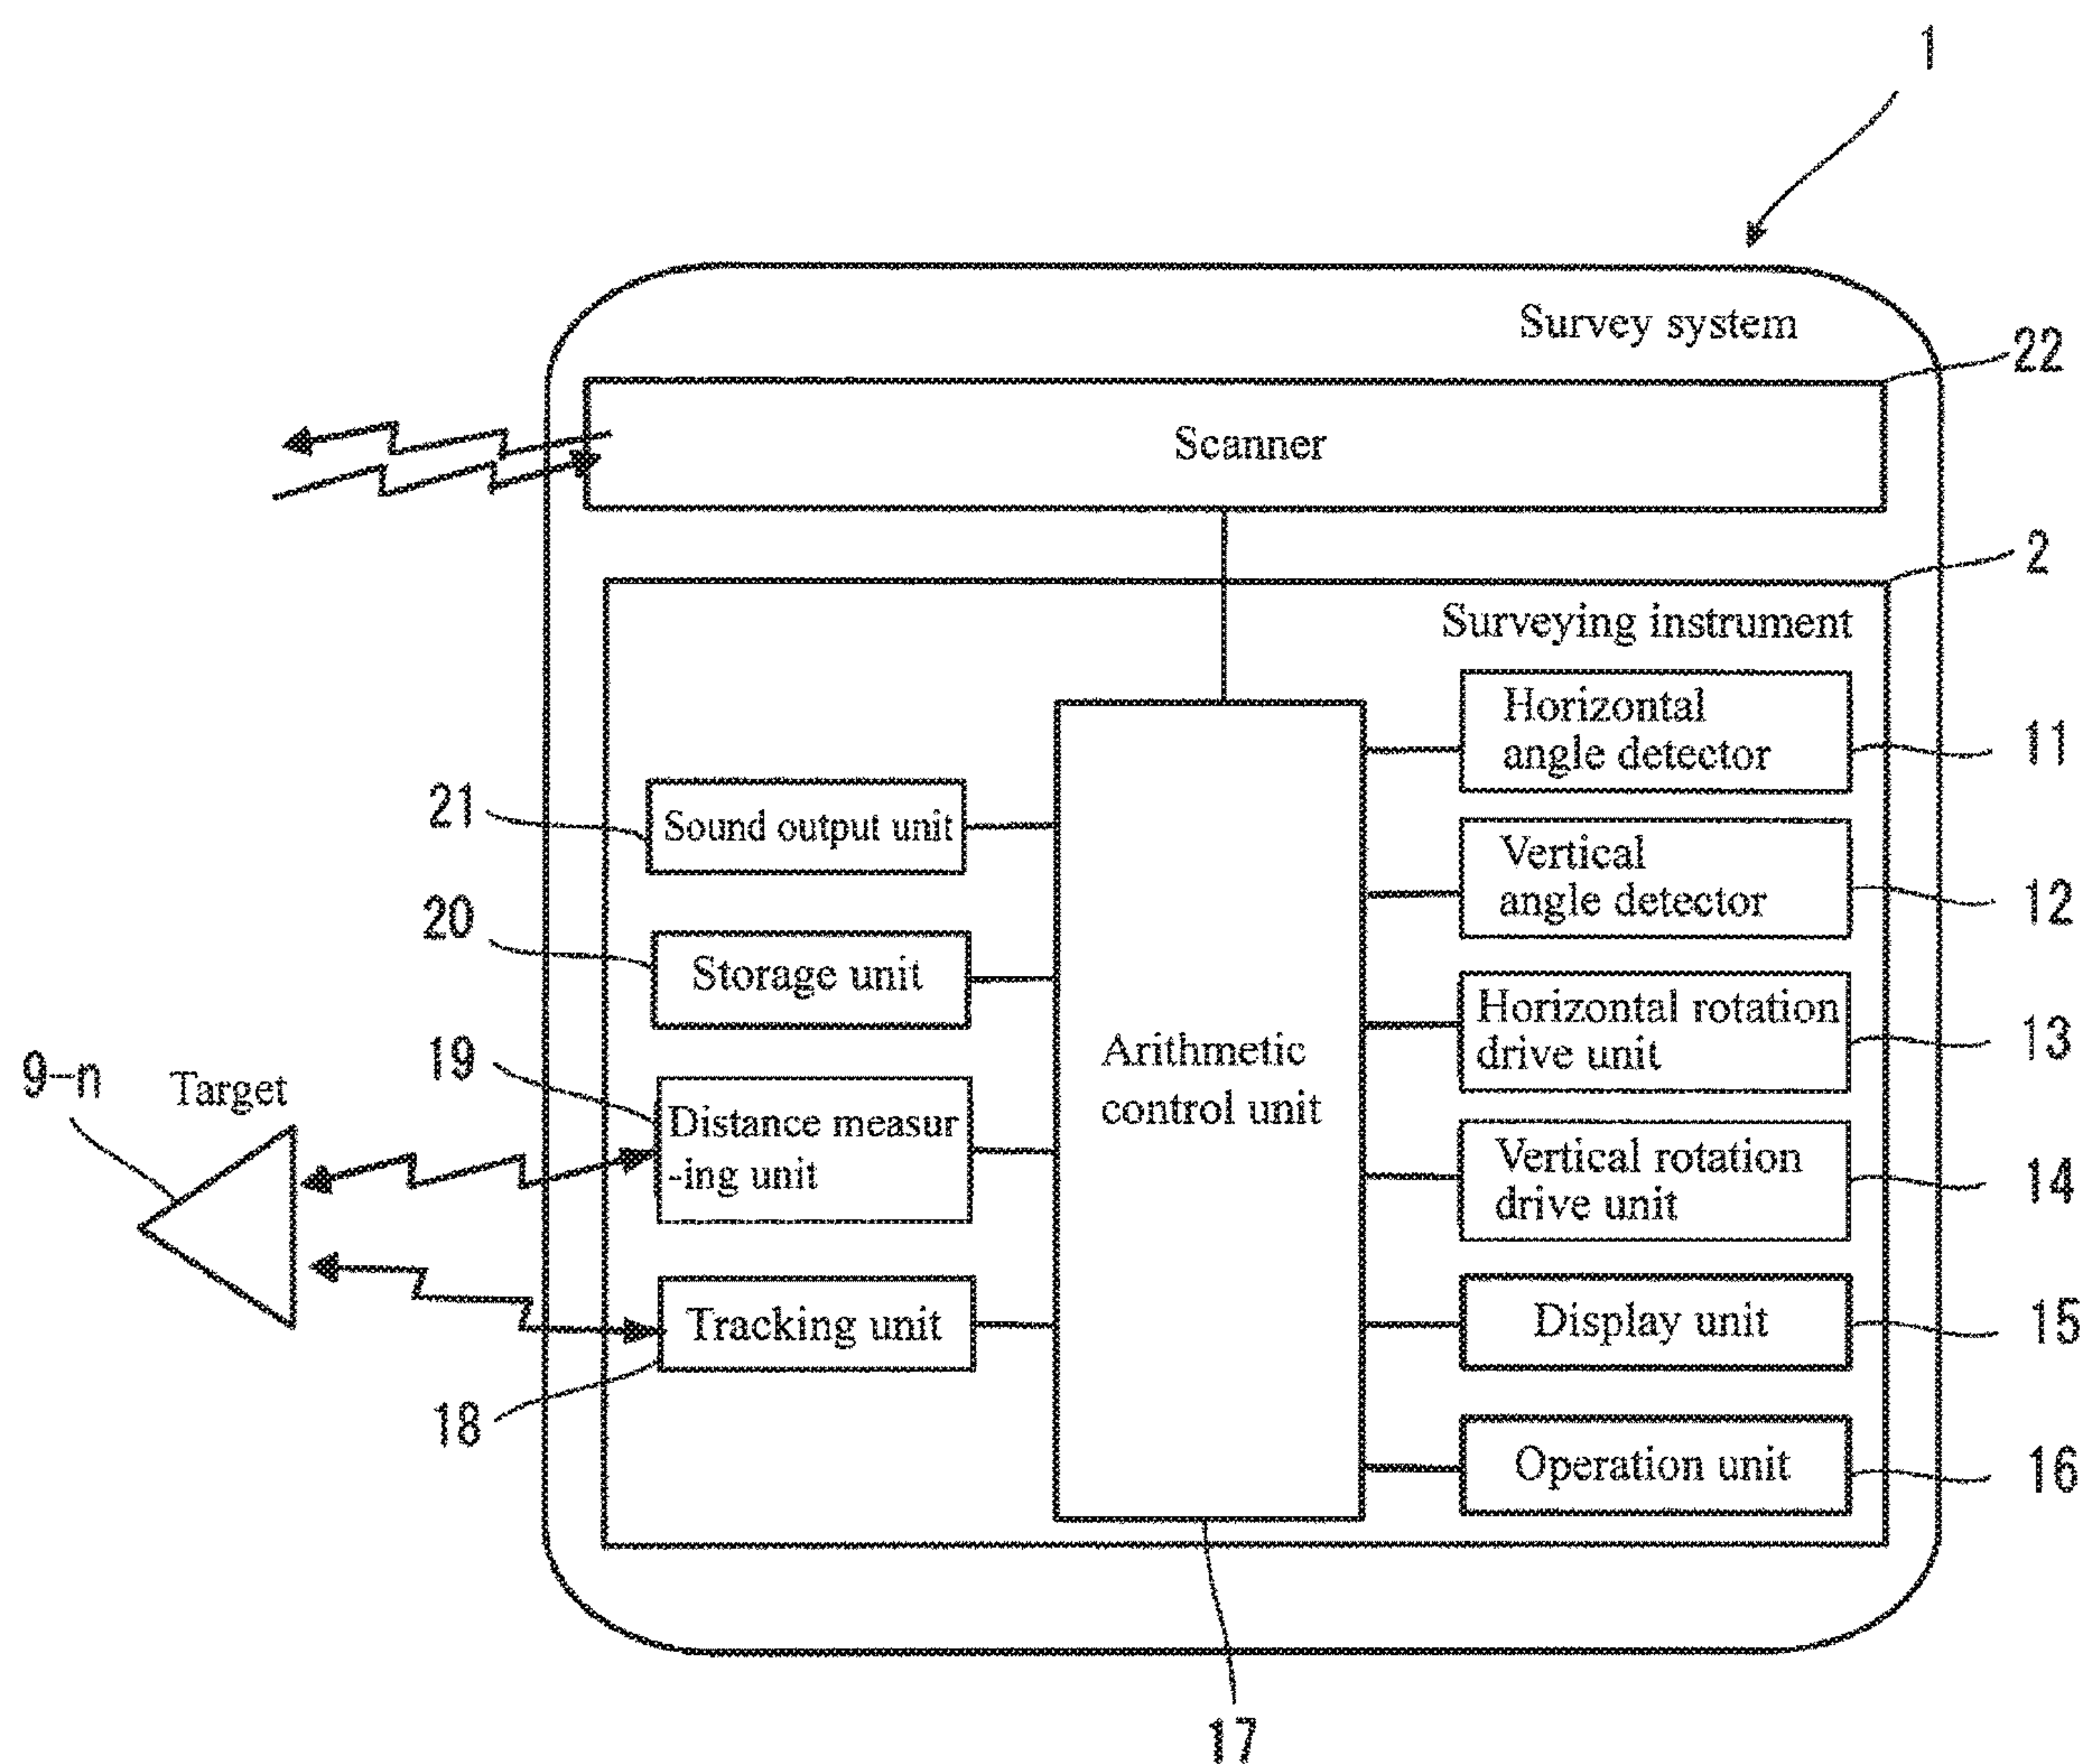 1
Survey system
22
Scanner
2
Surveying instrument
Horizontal
angle detector
11
21
Sound output unit
Vertical
angle detector
12
20
Storage unit
Horizontal rotation
drive unit
13
Arithmetic
control unit
19
9-n
Target
Distance measur
-ing unit
Vertical rotation
drive unit
14
Tracking unit
Display unit
15
18
Operation unit
16
17